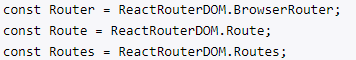 const Router = ReactRouterDOM.BrowserRouter;
const Route = ReactRouterDOM.Route;
const Routes = ReactRouterDOM.Routes;